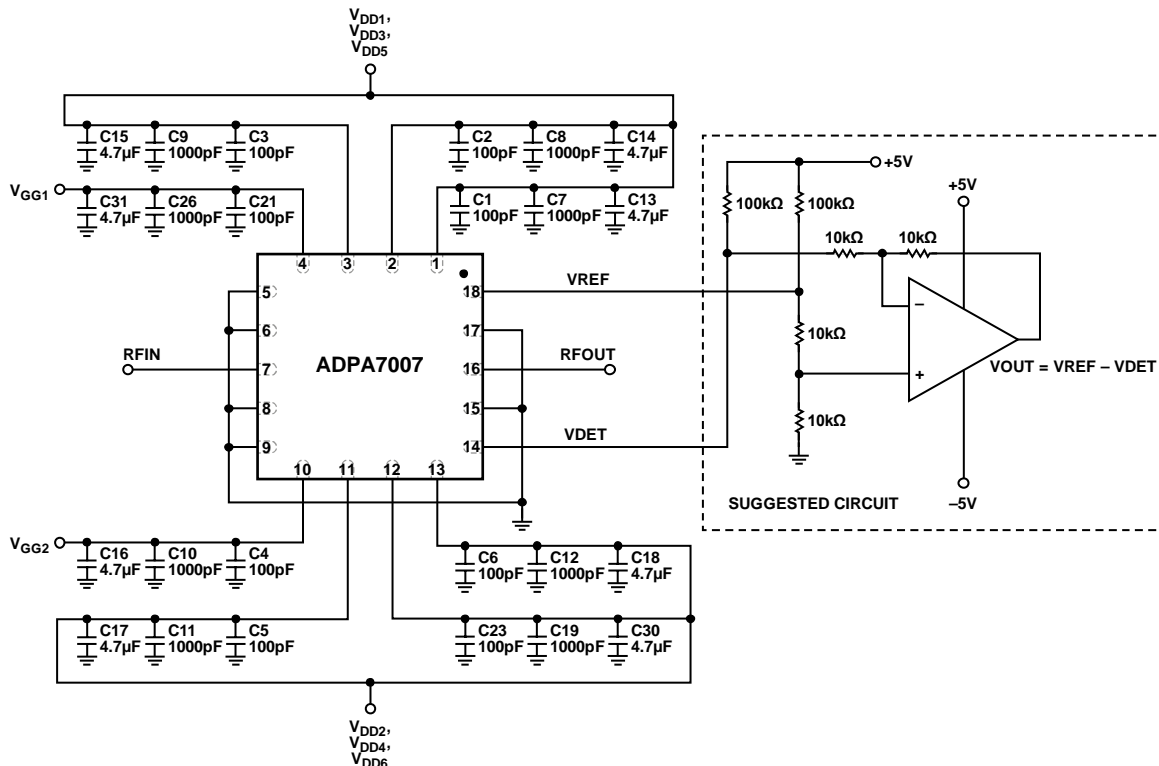 VDD1,
VDD3,
VDD5
C15
4.7µF
C9
1000pF
C3
100pF
C2
100pF
C8
1000pF
C14
4.7µF
VGG1
C31
4.7µF
C26
1000pF
C21
100pF
C1
100pF
C7
1000pF
C13
4.7µF
+5V
+5V
100kΩ
100kΩ
10kΩ
10kΩ
4
3
2
1
5
6
7
8
9
18
17
16
15
14
10
11
12
13
ADPA7007
RFIN
VREF
RFOUT
VDET
10kΩ
10kΩ
–
+
VOUT = VREF – VDET
–5V
SUGGESTED CIRCUIT
VGG2
C16
4.7µF
C10
1000pF
C4
100pF
C6
100pF
C12
1000pF
C18
4.7µF
C17
4.7µF
C11
1000pF
C5
100pF
C23
100pF
C19
1000pF
C30
4.7µF
VDD2,
VDD4,
VDD6